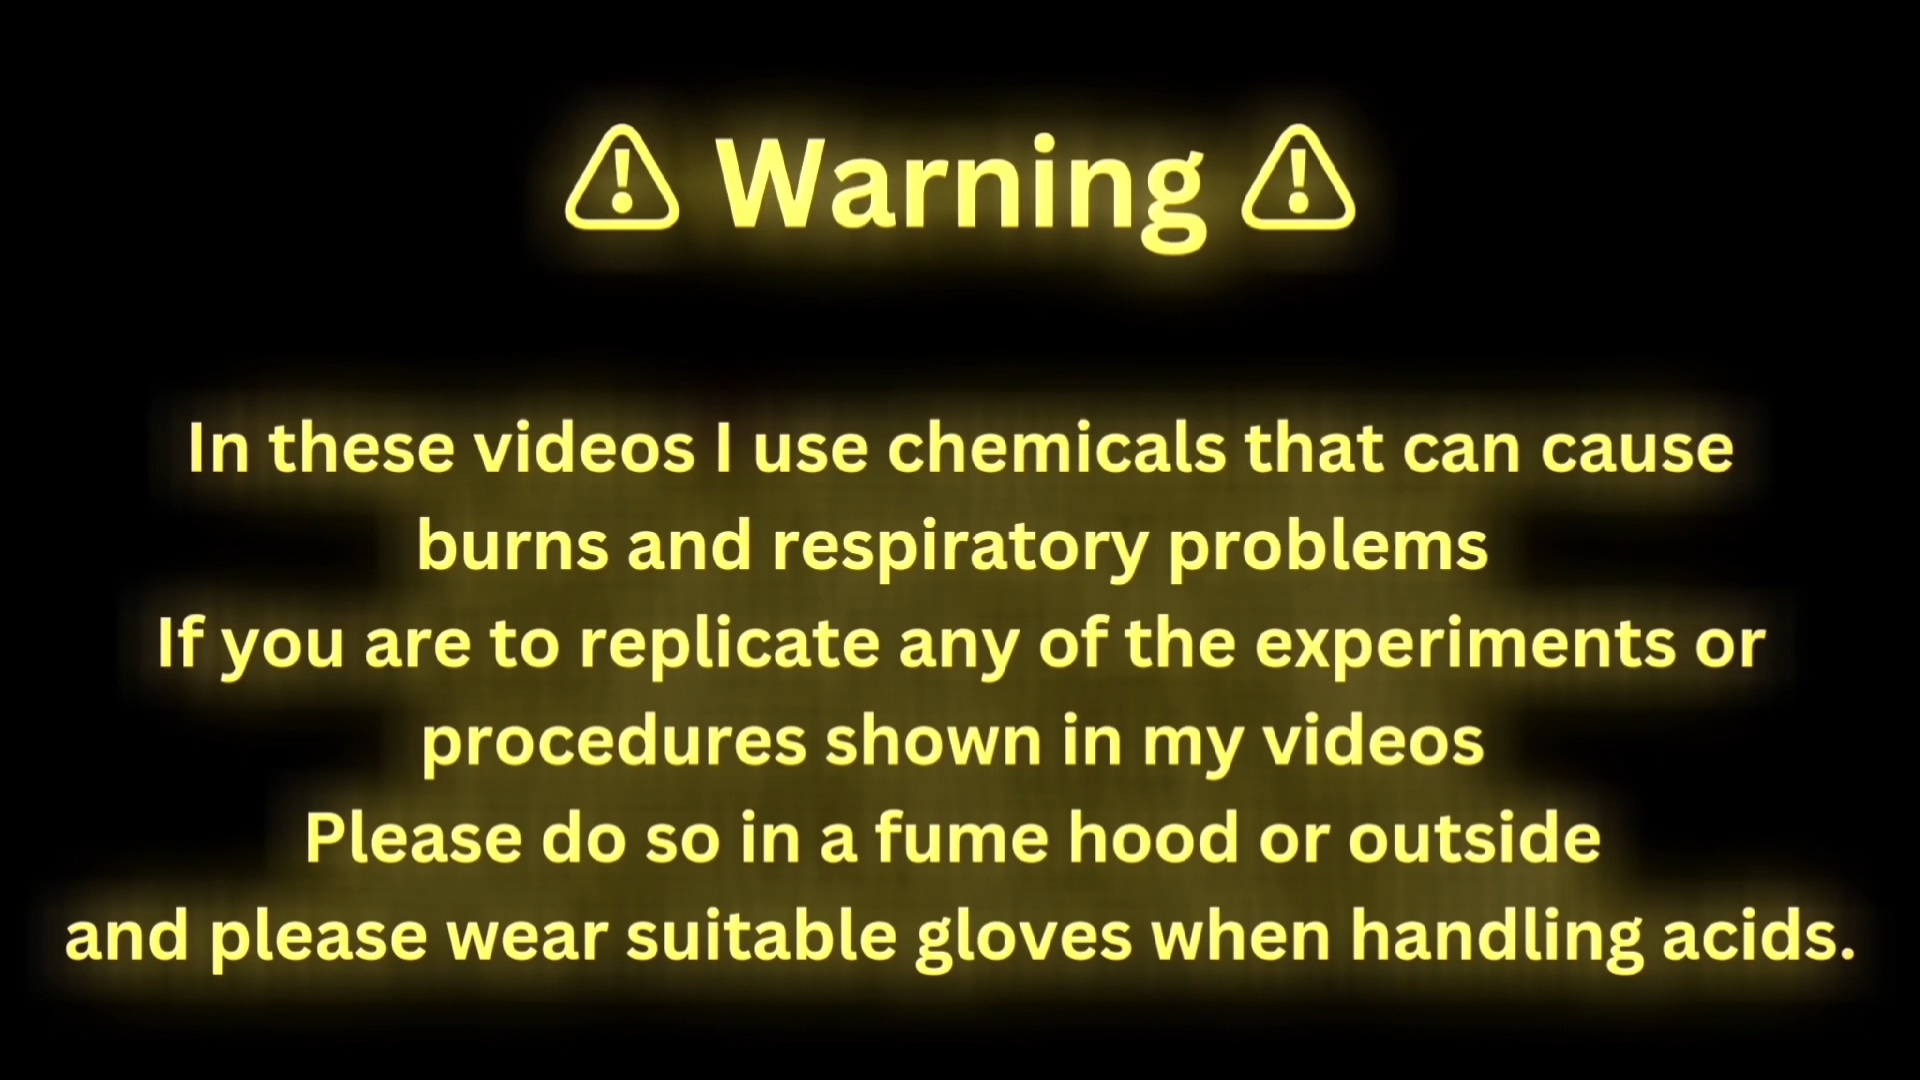 ⚠ Warning ⚠
In these videos I use chemicals that can cause
burns and respiratory problems
If you are to replicate any of the experiments or
procedures shown in my videos
Please do so in a fume hood or outside
and please wear suitable gloves when handling acids.